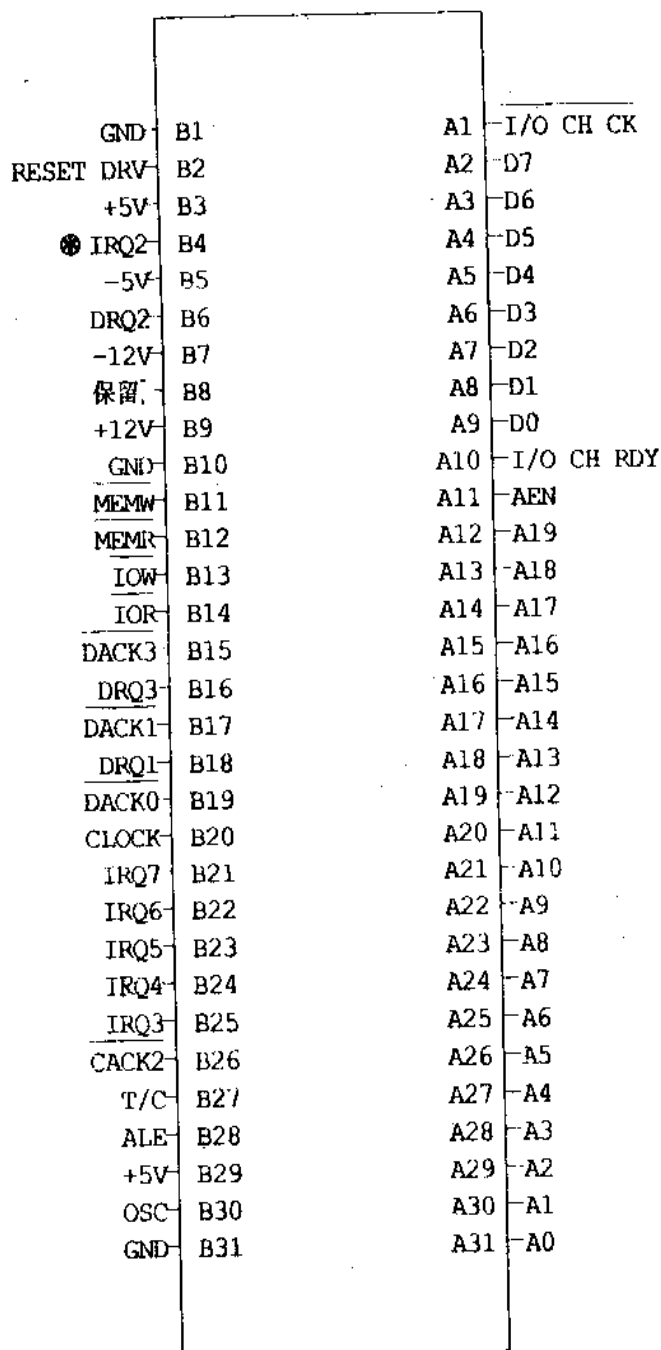 GND B1 A1 I/O CH CK
RESET DRV B2 A2 D7
+5V B3 A3 D6
⊛ IRQ2 B4 A4 D5
-5V B5 A5 D4
DRQ2 B6 A6 D3
-12V B7 A7 D2
保留 B8 A8 D1
+12V B9 A9 D0
GND B10 A10 I/O CH RDY
MEMW B11 A11 AEN
MEMR B12 A12 A19
IOW B13 A13 A18
IOR B14 A14 A17
DACK3 B15 A15 A16
DRQ3 B16 A16 A15
DACK1 B17 A17 A14
DRQ1 B18 A18 A13
DACK0 B19 A19 A12
CLOCK B20 A20 A11
IRQ7 B21 A21 A10
IRQ6 B22 A22 A9
IRQ5 B23 A23 A8
IRQ4 B24 A24 A7
IRQ3 B25 A25 A6
CACK2 B26 A26 A5
T/C B27 A27 A4
ALE B28 A28 A3
+5V B29 A29 A2
OSC B30 A30 A1
GND B31 A31 A0